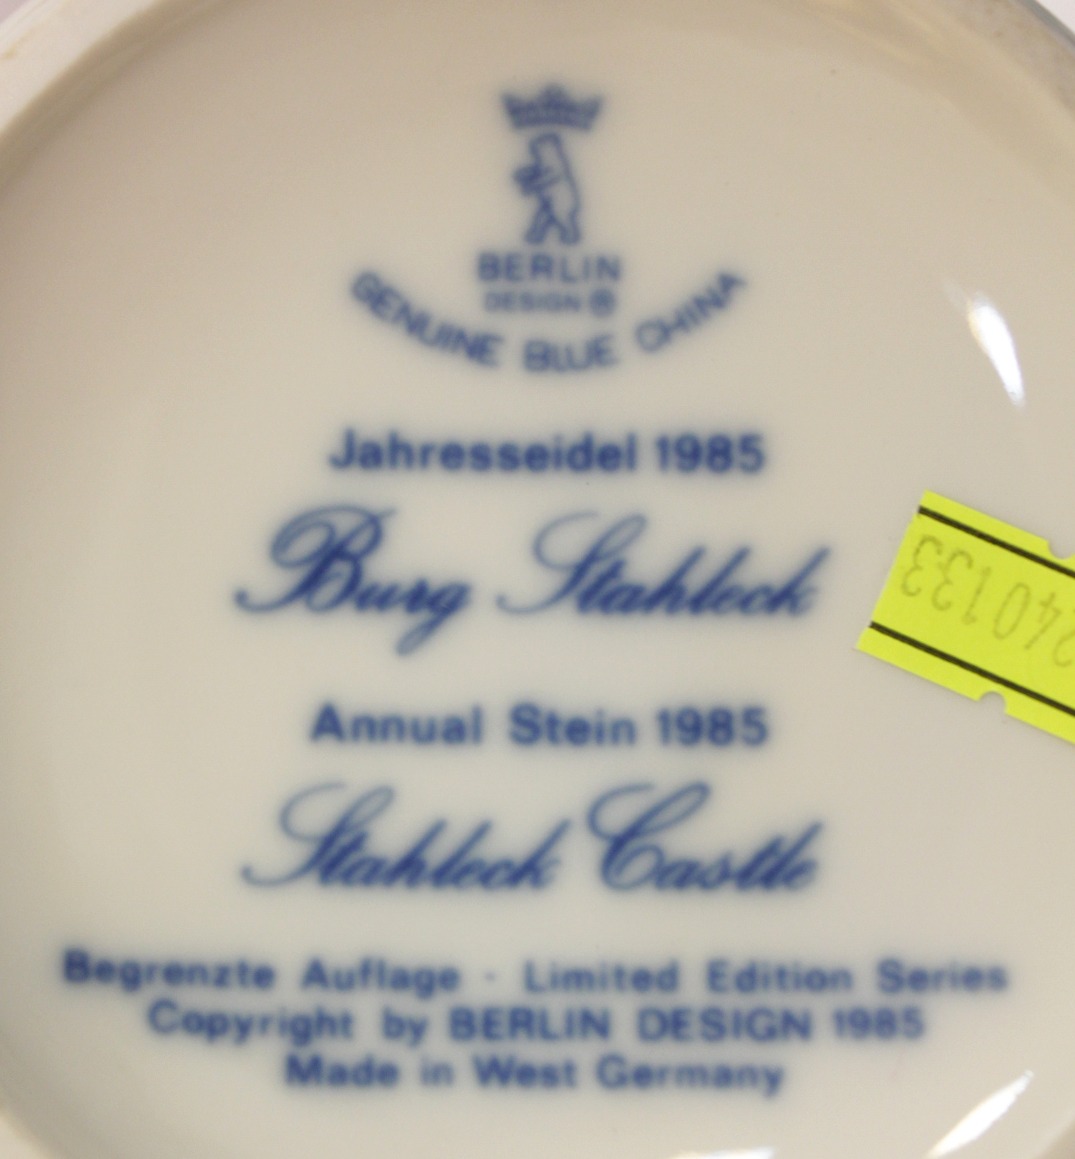 BERLIN
DESIGN ®
GENUINE BLUE CHINA
Jahresseidel 1985
Burg Stahleck
Annual Stein 1985
Stahleck Castle
Begrenzte Auflage · Limited Edition Series
Copyright by BERLIN DESIGN 1985
Made in West Germany
240133